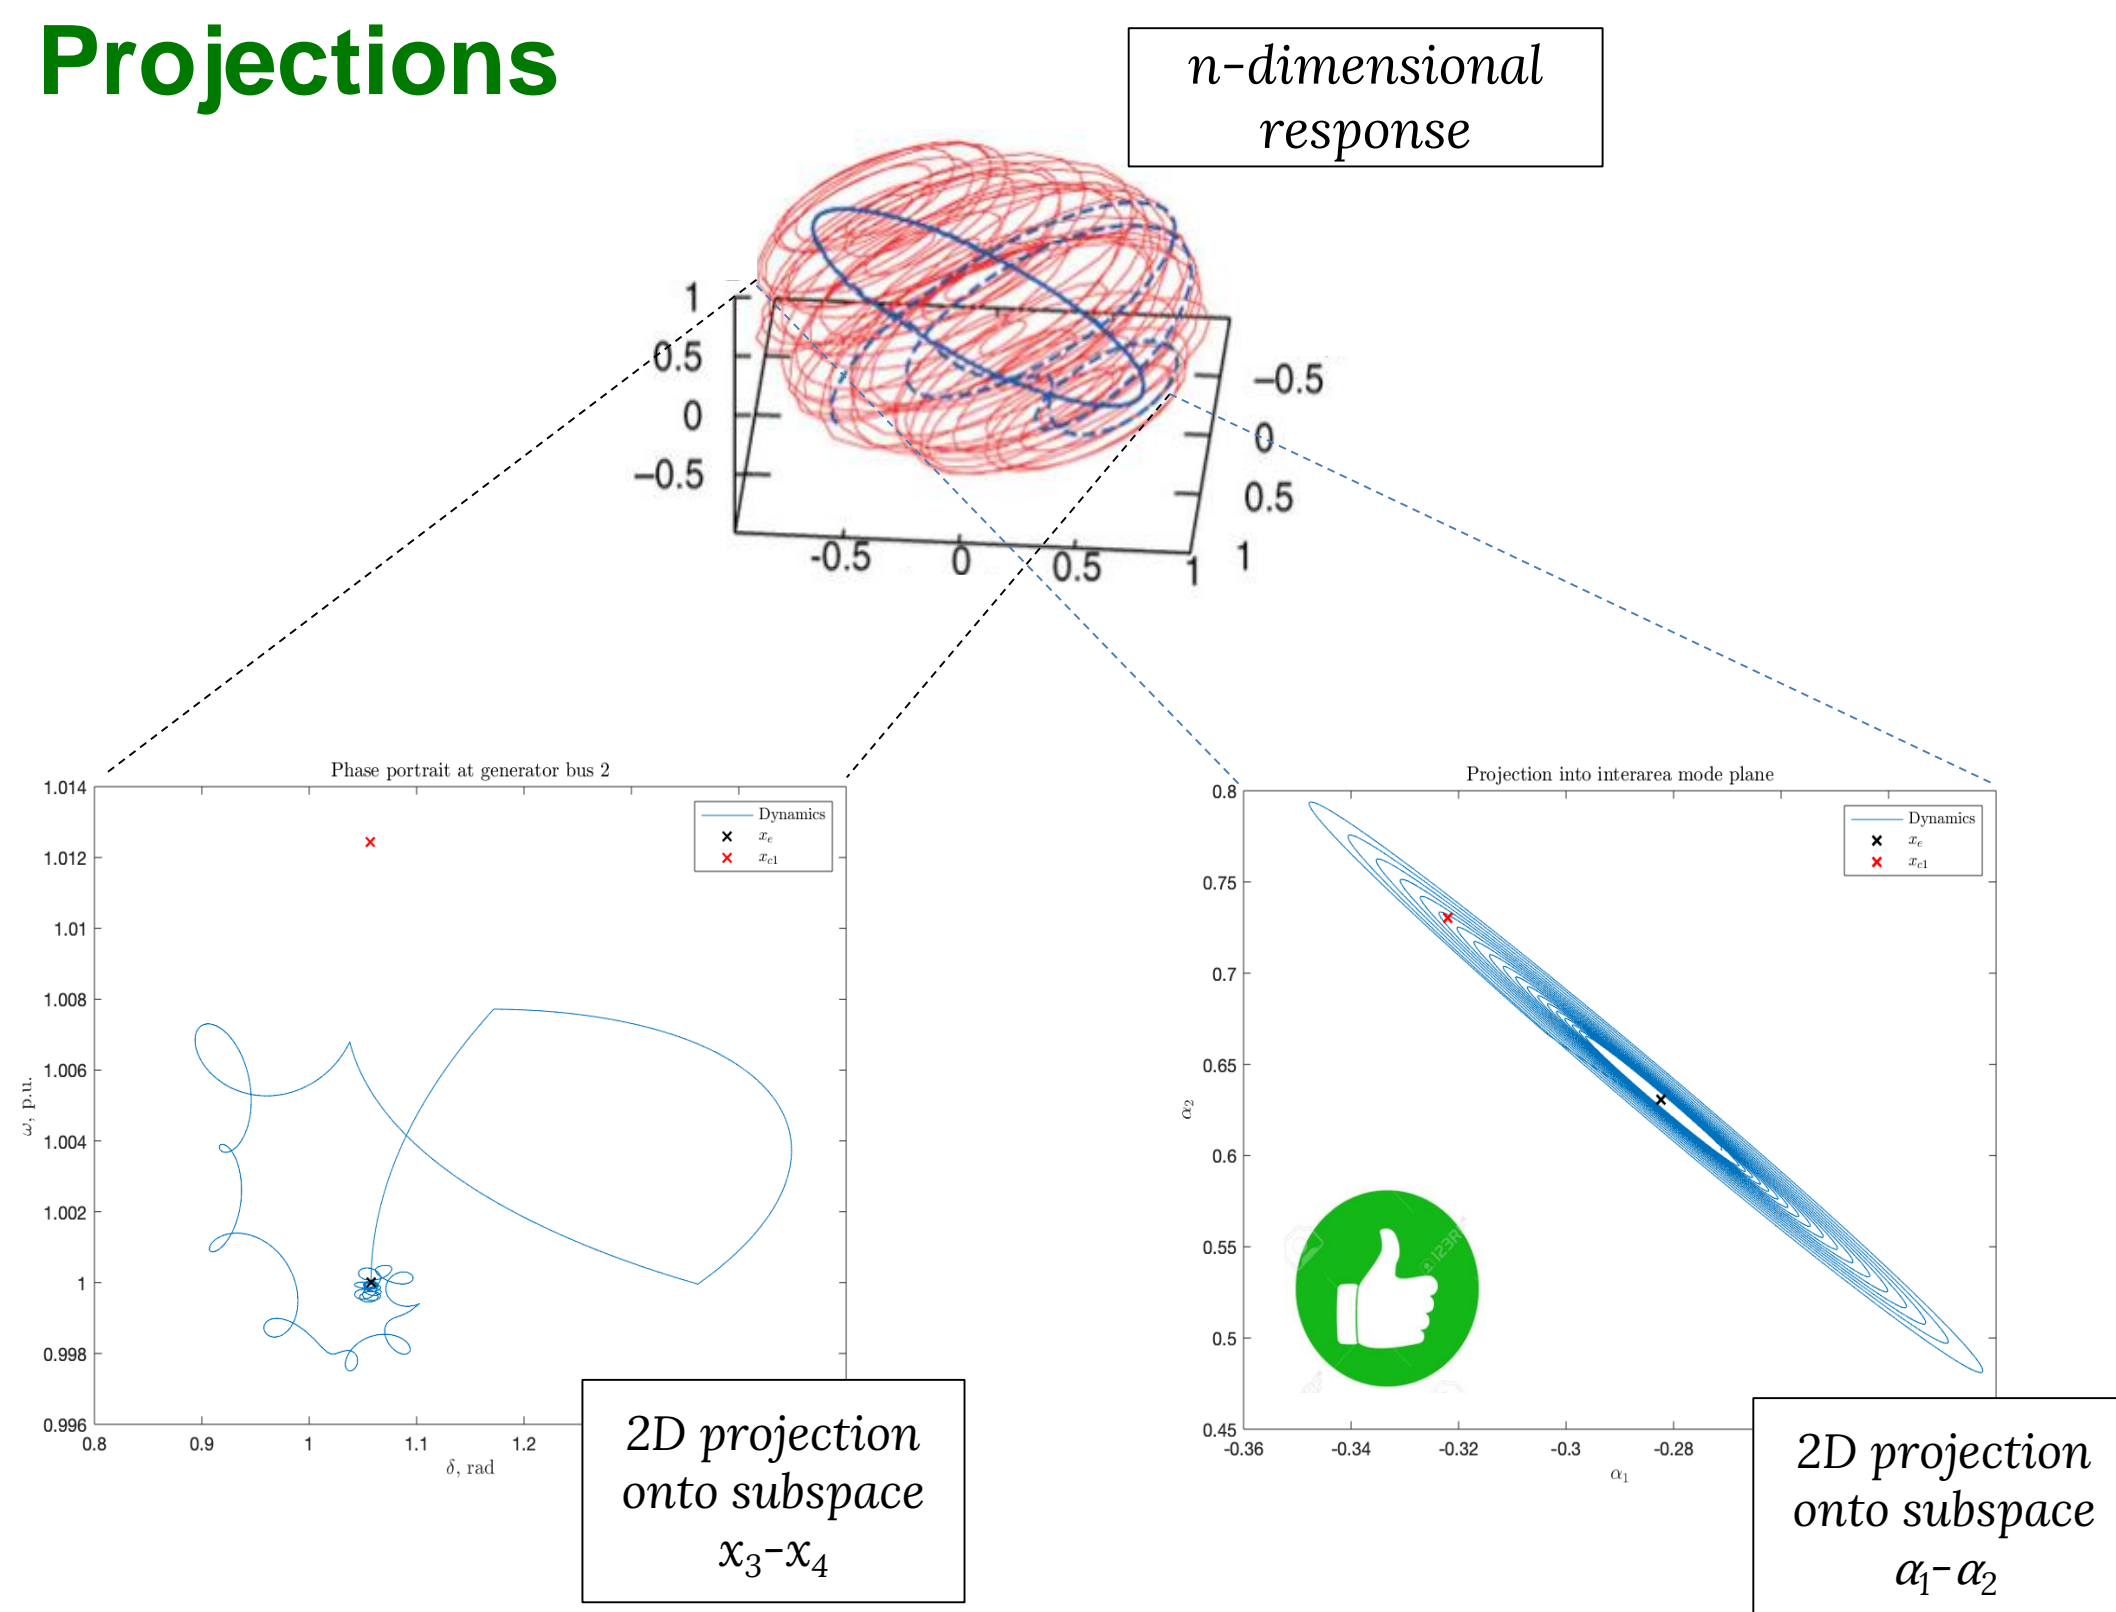 Projections
n-dimensional
response
1
0.5
0
−0.5
-0.5
0
0.5
1
−0.5
0
0.5
1
Phase portrait at generator bus 2
Dynamics
xₑ
x_c1
1.014
1.012
1.01
1.008
1.006
1.004
1.002
1
0.998
0.996
ω, p.u.
0.8
0.9
1
1.1
1.2
δ, rad
2D projection
onto subspace
x₃-x₄
Projection into interarea mode plane
Dynamics
xₑ
x_c1
0.8
0.75
0.7
0.65
0.6
0.55
0.5
0.45
α₂
-0.36
-0.34
-0.32
-0.3
-0.28
α₁
123R
2D projection
onto subspace
α₁-α₂